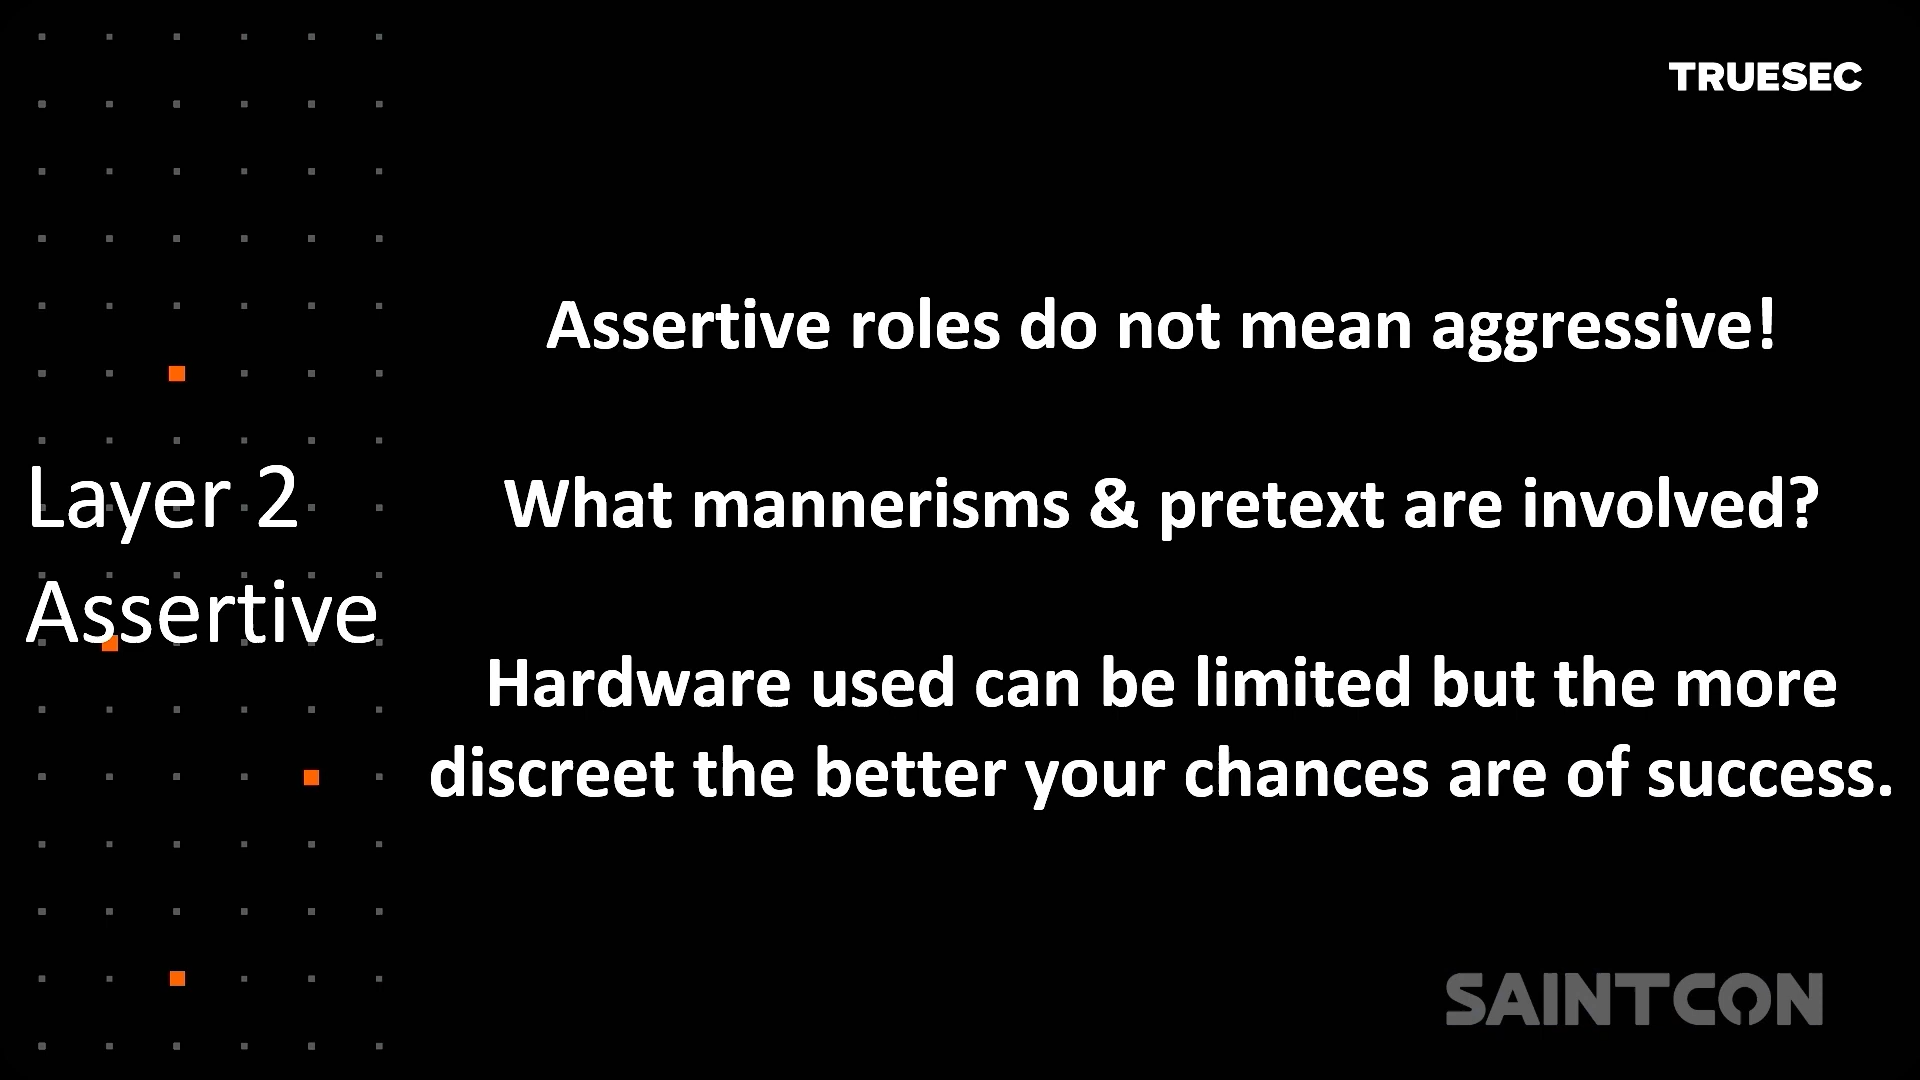 TRUESEC
Layer 2
Assertive
Assertive roles do not mean aggressive!
What mannerisms & pretext are involved?
Hardware used can be limited but the more
discreet the better your chances are of success.
SAINTCON